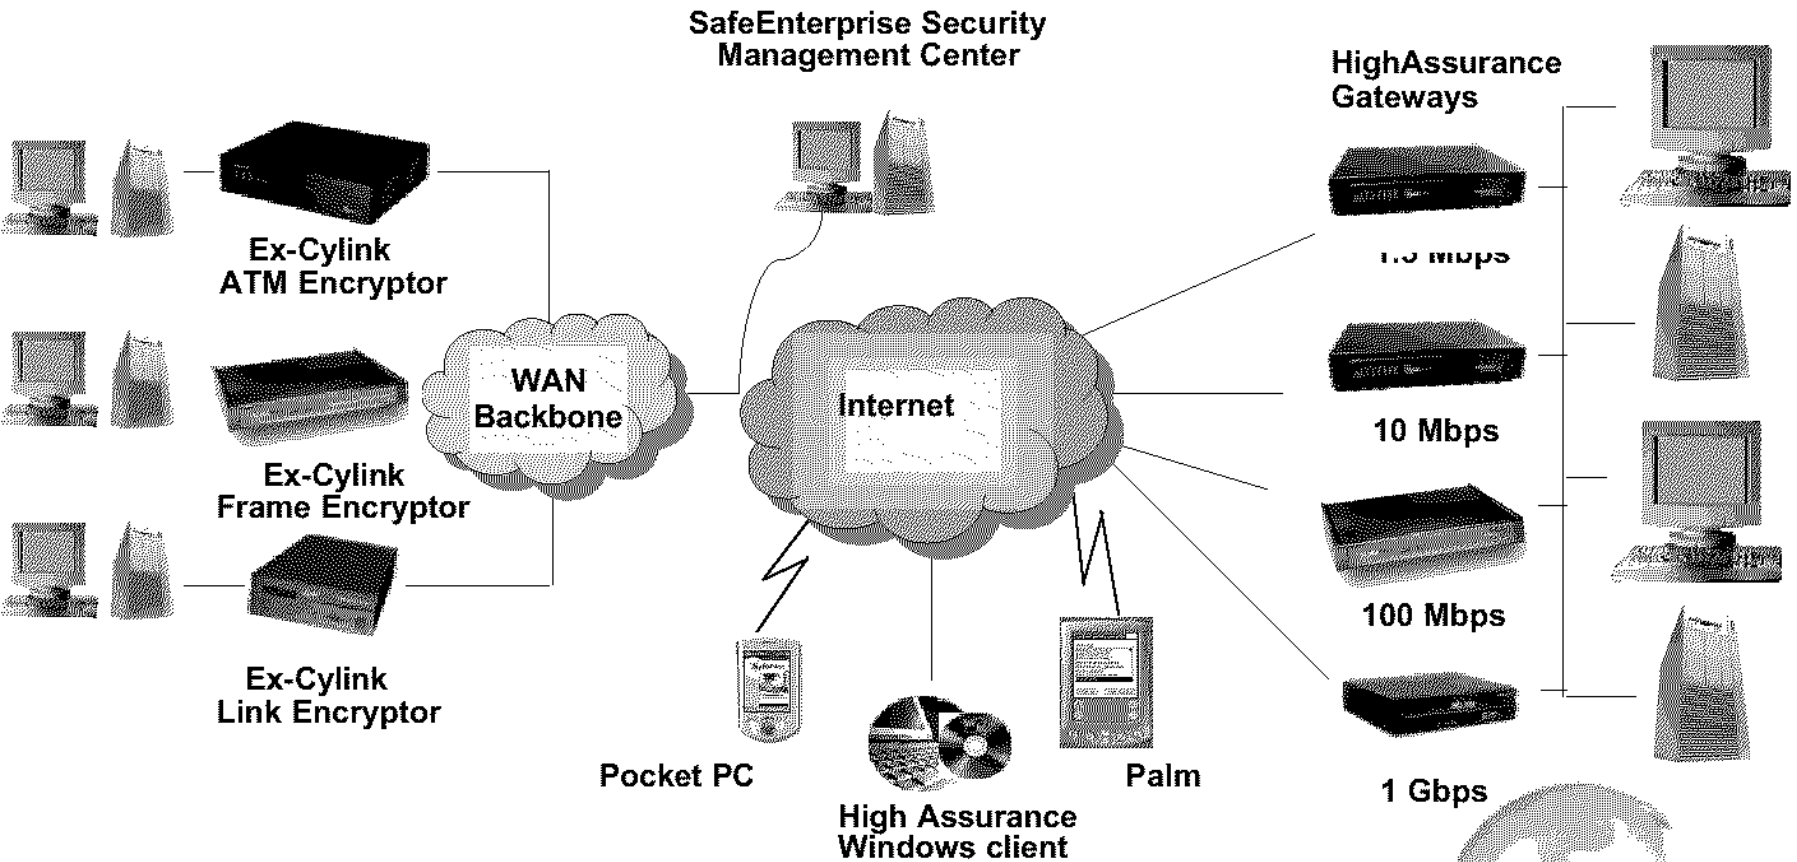 SafeEnterprise Security
Management Center
HighAssurance
Gateways
Ex-Cylink
ATM Encryptor
Mbps
WAN
Backbone
Internet
10 Mbps
Ex-Cylink
Frame Encryptor
100 Mbps
Ex-Cylink
Link Encryptor
Pocket PC
Palm
1 Gbps
High Assurance
Windows client